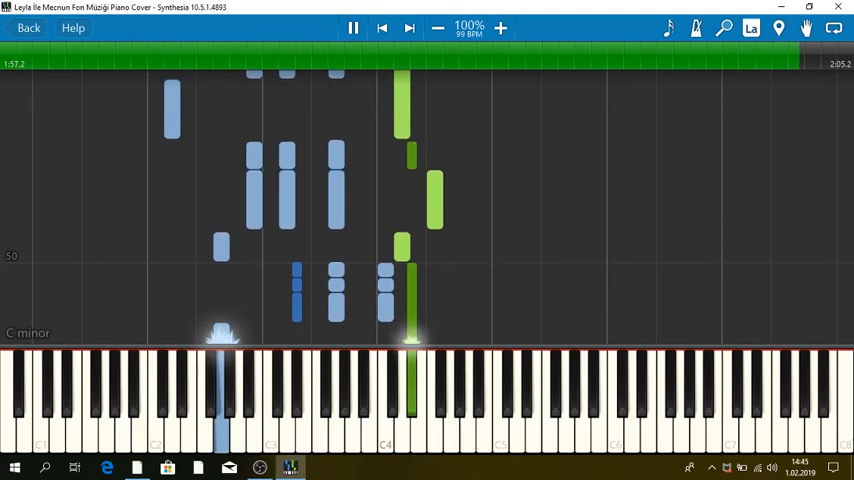 Leyla İle Mecnun Fon Müziği Piano Cover - Synthesia 10.5.1.4893
Back
Help
100%
99 BPM
La
1:57.2
2:05.2
50
C minor
C1
C2
C3
C4
C5
C6
C7
C8
14:45
1.02.2019